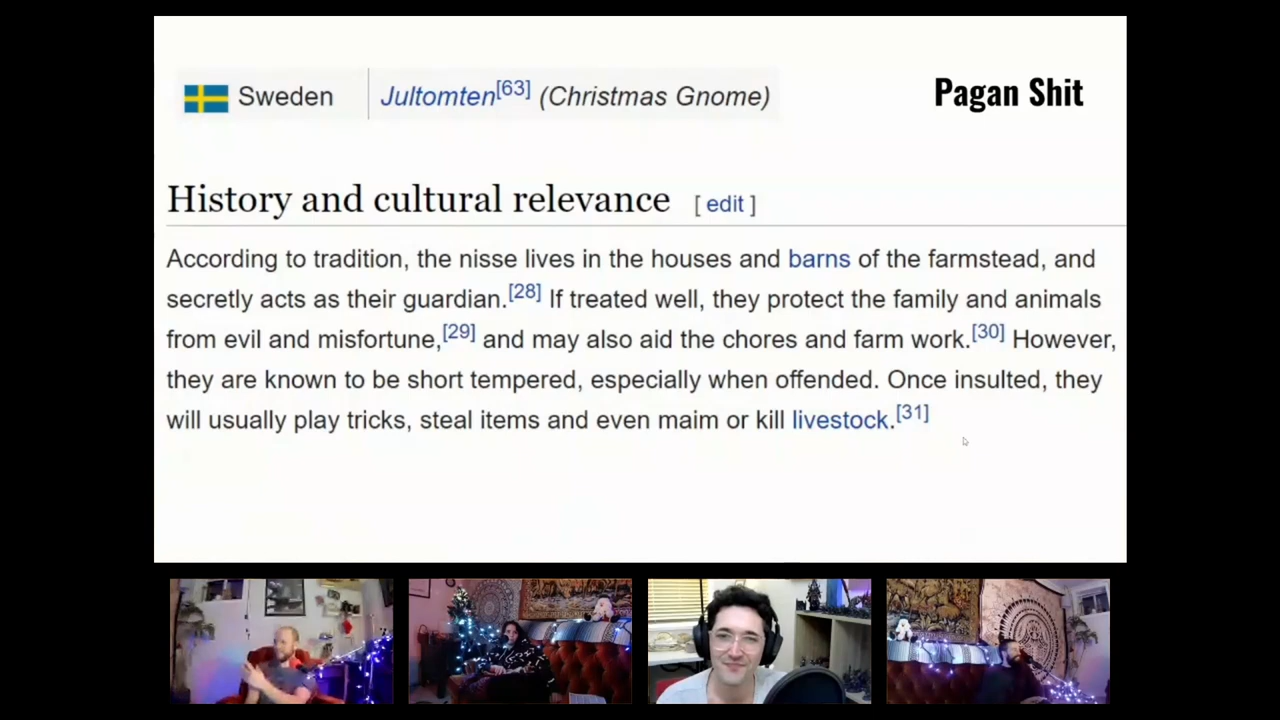 Sweden Jultomten[63] (Christmas Gnome) Pagan Shit
History and cultural relevance [ edit ]
According to tradition, the nisse lives in the houses and barns of the farmstead, and
secretly acts as their guardian.[28] If treated well, they protect the family and animals
from evil and misfortune,[29] and may also aid the chores and farm work.[30] However,
they are known to be short tempered, especially when offended. Once insulted, they
will usually play tricks, steal items and even maim or kill livestock.[31]